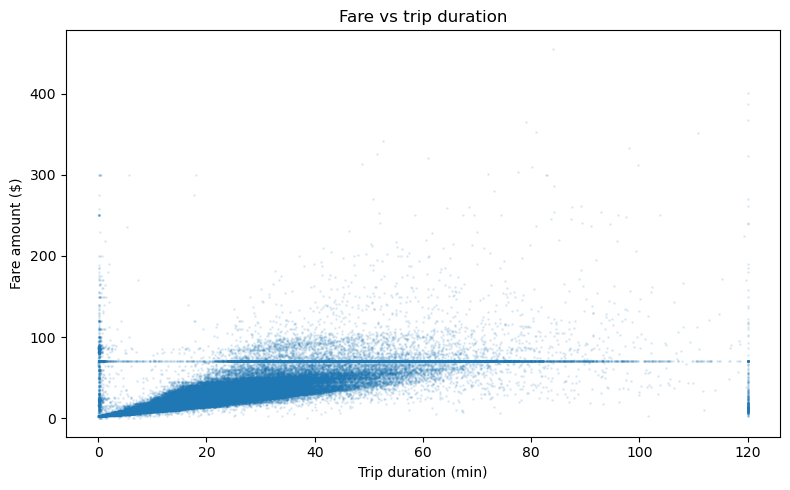 Fare vs trip duration
Fare amount ($)
400
300
200
100
0
0 20 40 60 80 100 120
Trip duration (min)